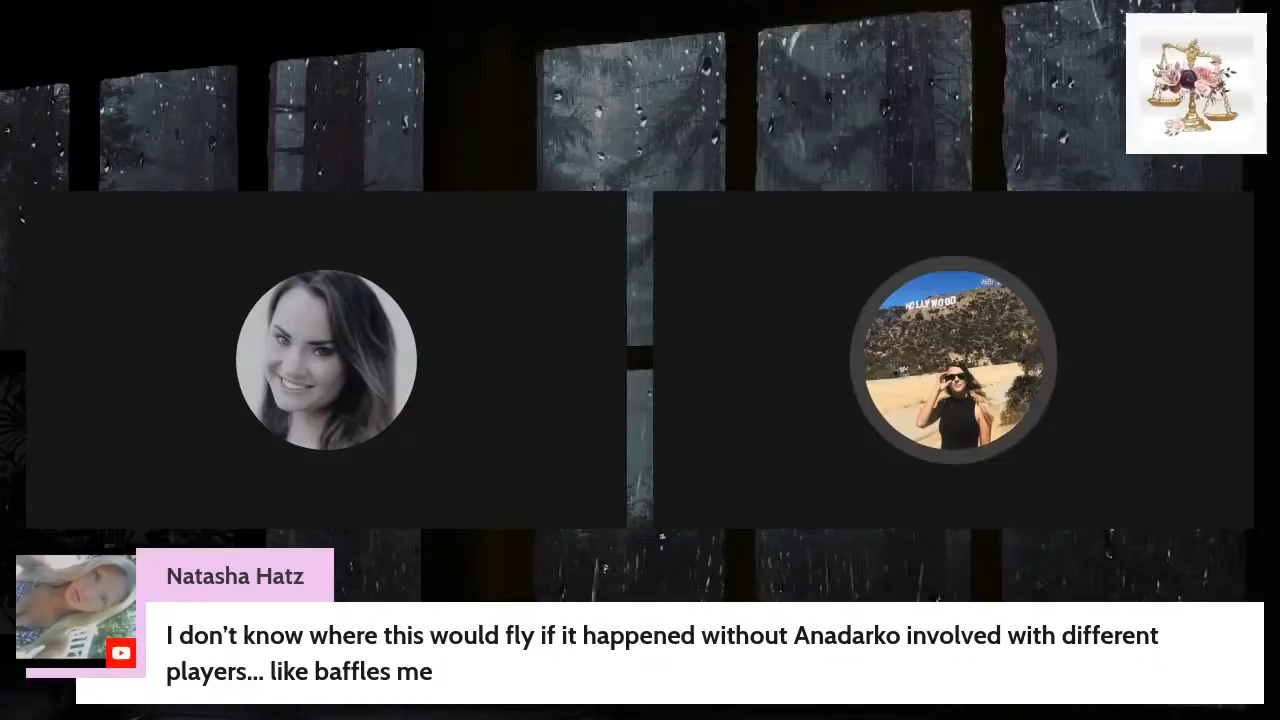 HOLLYWOOD
Natasha Hatz
I don't know where this would fly if it happened without Anadarko involved with different
players... like baffles me